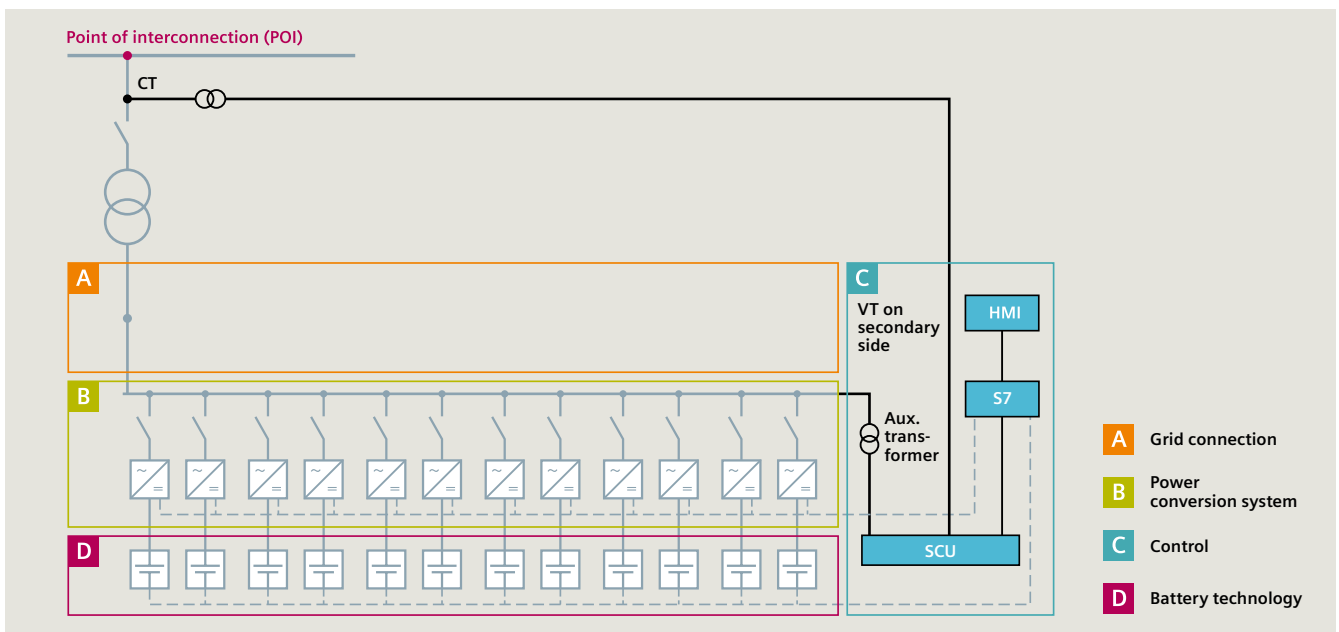 Point of interconnection (POI)
CT
A
C
VT on
secondary
side
HMI
B
S7
Aux.
trans-
former
D
SCU
A Grid connection
B Power
conversion system
C Control
D Battery technology